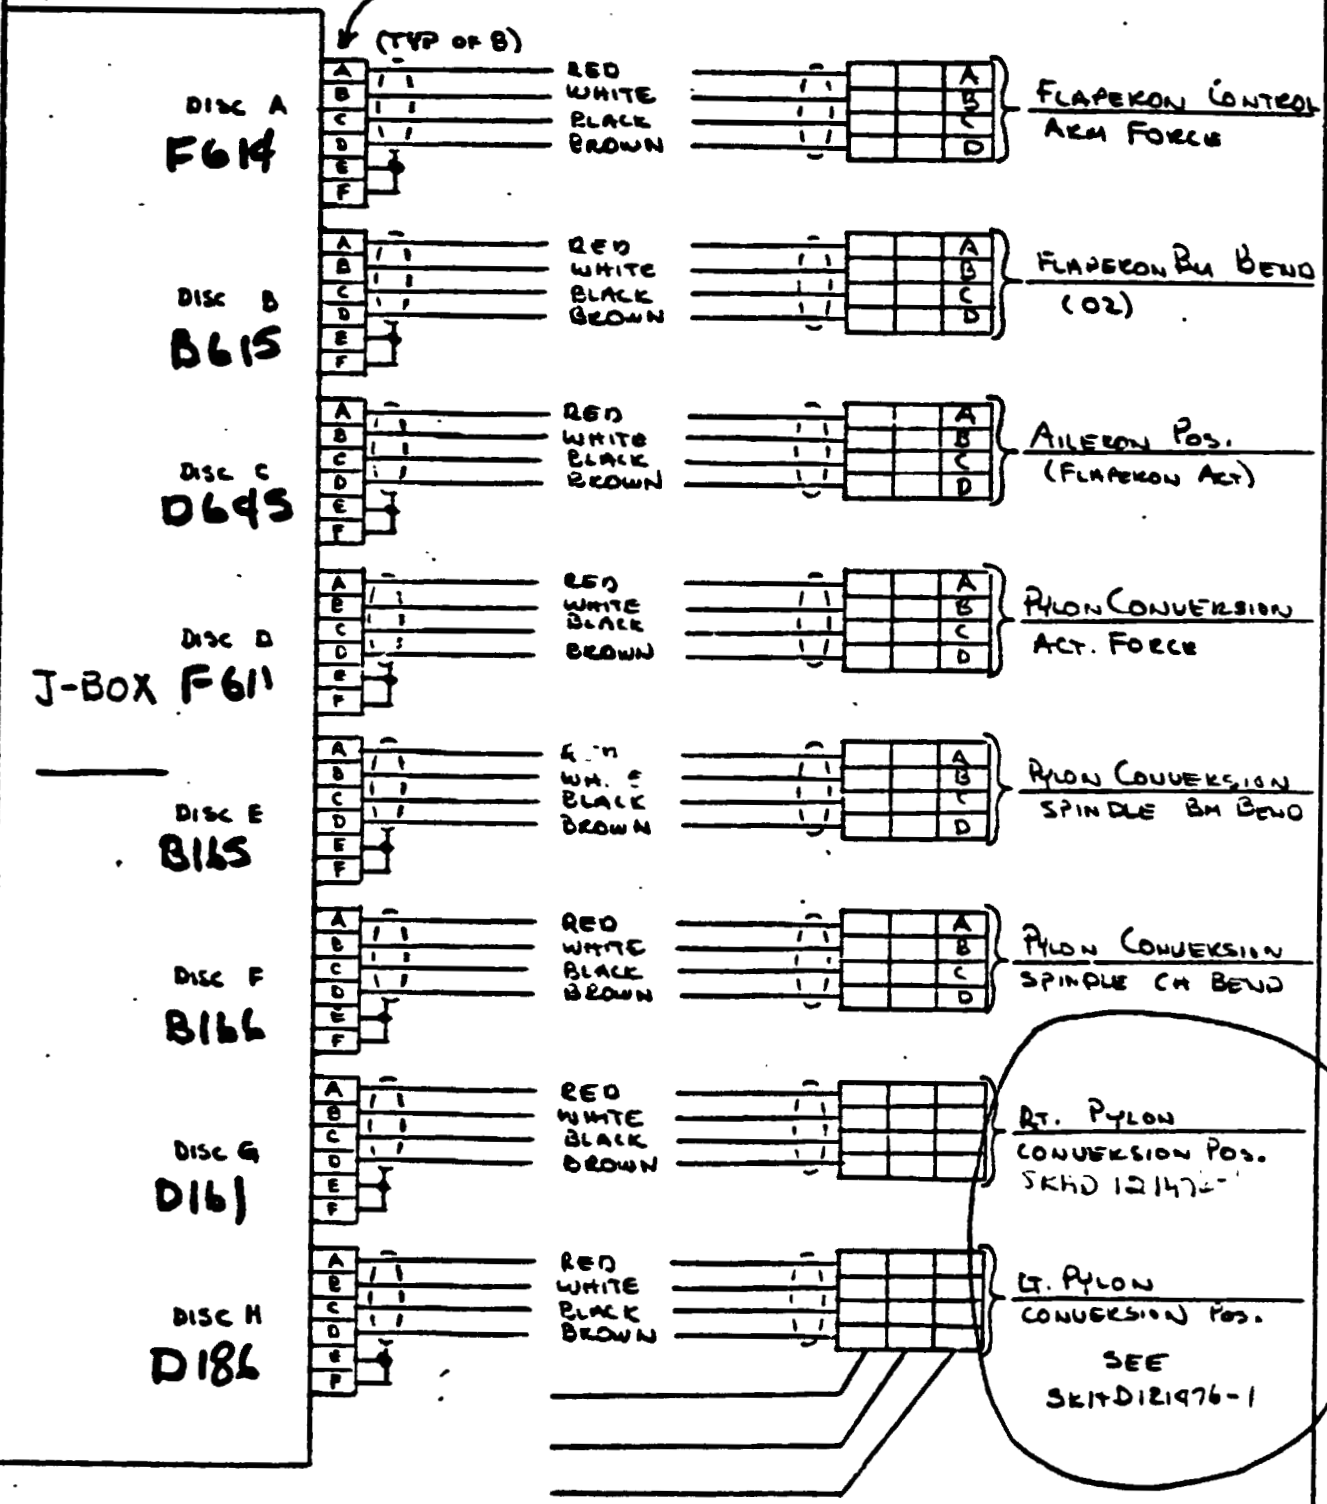 (TYP OF 8)
DISC A
F614
A
B
C
D
E
F
RED
WHITE
BLACK
BROWN
A
B
C
D
FLAPERON CONTROL
ARM FORCE
DISC B
B615
A
B
C
D
E
F
RED
WHITE
BLACK
BROWN
A
B
C
D
FLAPERON BM BEND
(02)
DISC C
D645
A
B
C
D
E
F
RED
WHITE
BLACK
BROWN
A
B
C
D
AILERON POS.
(FLAPERON ACT)
DISC D
J-BOX F611
A
B
C
D
E
F
RED
WHITE
BLACK
BROWN
A
B
C
D
PYLON CONVERSION
ACT. FORCE
DISC E
B165
A
B
C
D
E
F
BLACK
BROWN
A
B
C
D
PYLON CONVERSION
SPINDLE BM BEND
DISC F
B166
A
B
C
D
E
F
RED
WHITE
BLACK
BROWN
A
B
C
D
PYLON CONVERSION
SPINDLE CH BEND
DISC G
D161
A
B
C
D
E
F
RED
WHITE
BLACK
BROWN
RT. PYLON
CONVERSION POS.
DISC H
D186
A
B
C
D
E
F
RED
WHITE
BLACK
BROWN
LT. PYLON
CONVERSION POS.
SEE